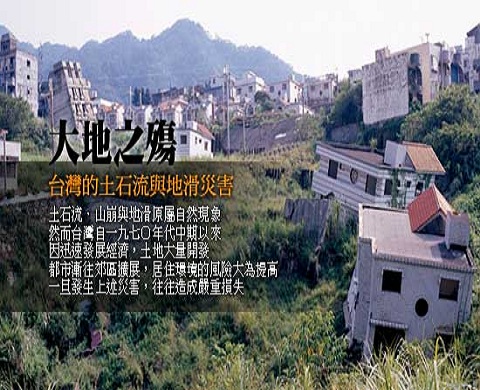 大地之殤
台灣的土石流與地滑災害
土石流、山崩與地滑原屬自然現象
然而台灣自一九七〇年代中期以來
因迅速發展經濟，土地大量開發
都市漸往郊區擴展，居住環境的風險大為提高
一旦發生上述災害，往往造成嚴重損失